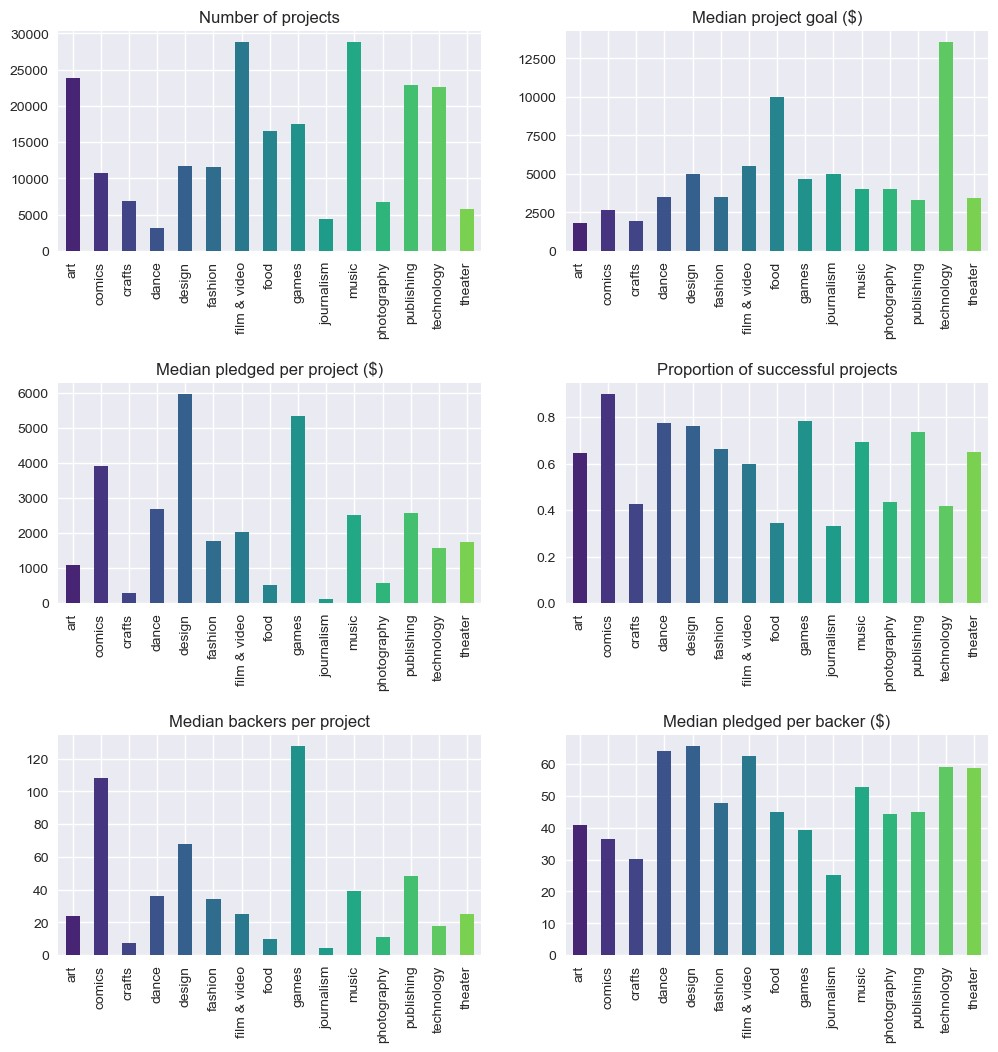 Number of projects
30000
25000
20000
15000
10000
5000
0
art
comics
crafts
dance
design
fashion
film & video
food
games
journalism
music
photography
publishing
technology
theater
Median project goal ($)
12500
10000
7500
5000
2500
0
art
comics
crafts
dance
design
fashion
film & video
food
games
journalism
music
photography
publishing
technology
theater
Median pledged per project ($)
6000
5000
4000
3000
2000
1000
0
art
comics
crafts
dance
design
fashion
film & video
food
games
journalism
music
photography
publishing
technology
theater
Proportion of successful projects
0.8
0.6
0.4
0.2
0.0
art
comics
crafts
dance
design
fashion
film & video
food
games
journalism
music
photography
publishing
technology
theater
Median backers per project
120
100
80
60
40
20
0
art
comics
crafts
dance
design
fashion
film & video
food
games
journalism
music
photography
publishing
technology
theater
Median pledged per backer ($)
60
50
40
30
20
10
0
art
comics
crafts
dance
design
fashion
film & video
food
games
journalism
music
photography
publishing
technology
theater